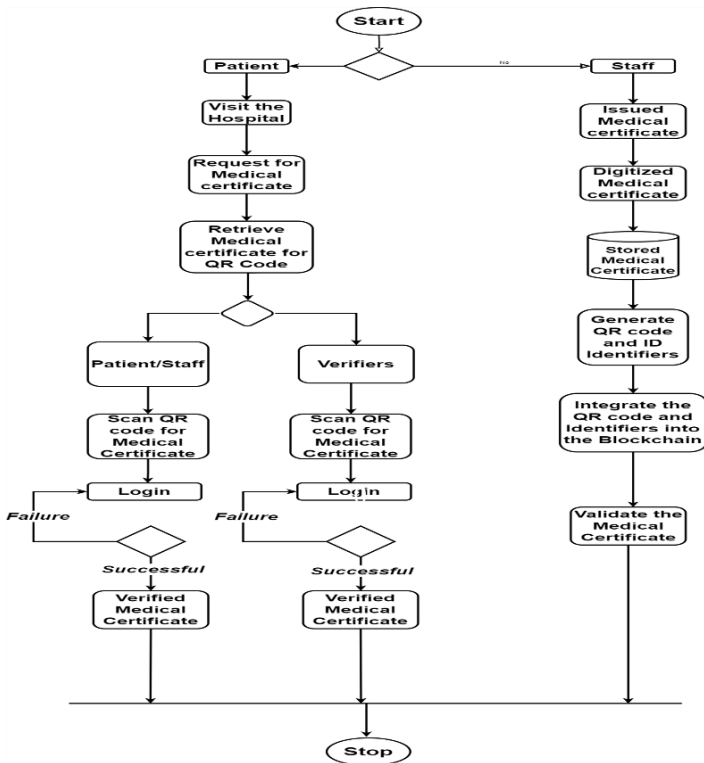 Start
Patient
No
Staff
Visit the
Hospital
Issued
Medical
certificate
Request for
Medical
certificate
Digitized
Medical
certificate
Retrieve
Medical
certificate for
QR Code
Stored
Medical
Certificate
Generate
QR code
and ID
Identifiers
Patient/Staff
Verifiers
Scan QR
code for
Medical
Certificate
Scan QR
code for
Medical
Certificate
Integrate the
QR code and
Identifiers into
the Blockchain
Login
Login
Failure
Failure
Validate the
Medical
Certificate
Successful
Successful
Verified
Medical
Certificate
Verified
Medical
Certificate
Stop